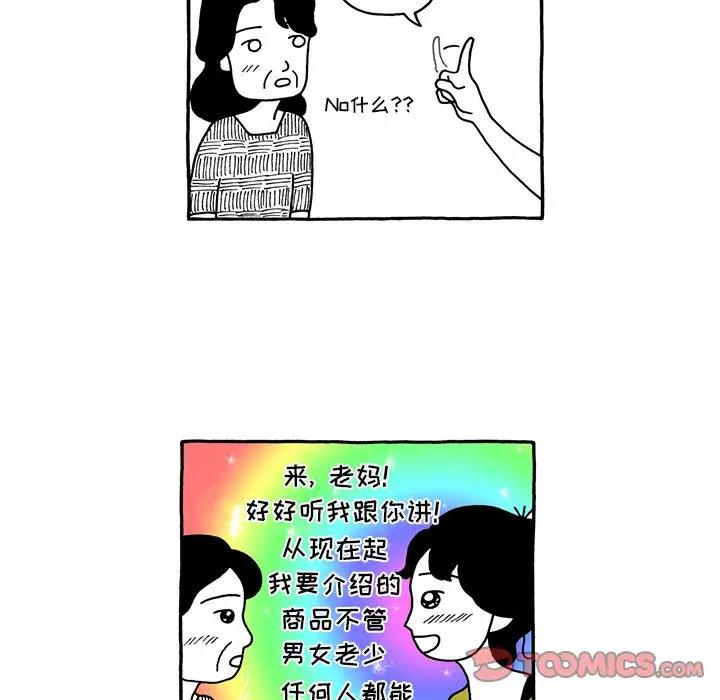 No什么??
来,老妈!
好好听我跟你讲!
从现在起
我要介绍的
商品不管
男女老少
任何人都能
TOOMICS.COM